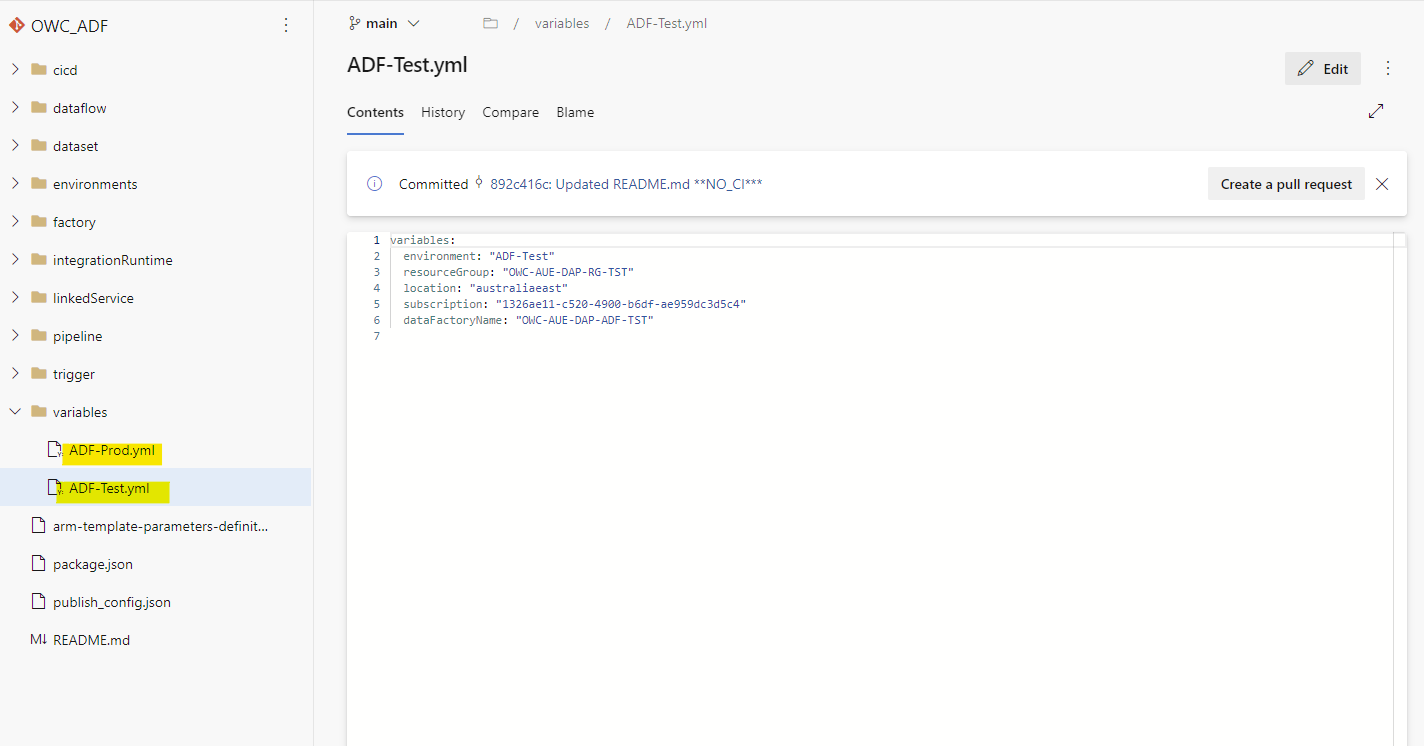 OWC_ADF
cicd
dataflow
dataset
environments
factory
integrationRuntime
linkedService
pipeline
trigger
variables
ADF-Prod.yml
ADF-Test.yml
arm-template-parameters-definit...
package.json
publish_config.json
M↓ README.md
main
/ variables / ADF-Test.yml
ADF-Test.yml
Edit
Contents History Compare Blame
Committed 892c416c: Updated README.md **NO_CI***
Create a pull request
1 variables:
2 environment: "ADF-Test"
3 resourceGroup: "OWC-AUE-DAP-RG-TST"
4 location: "australiaeast"
5 subscription: "1326ae11-c520-4900-b6df-ae959dc3d5c4"
6 dataFactoryName: "OWC-AUE-DAP-ADF-TST"
7